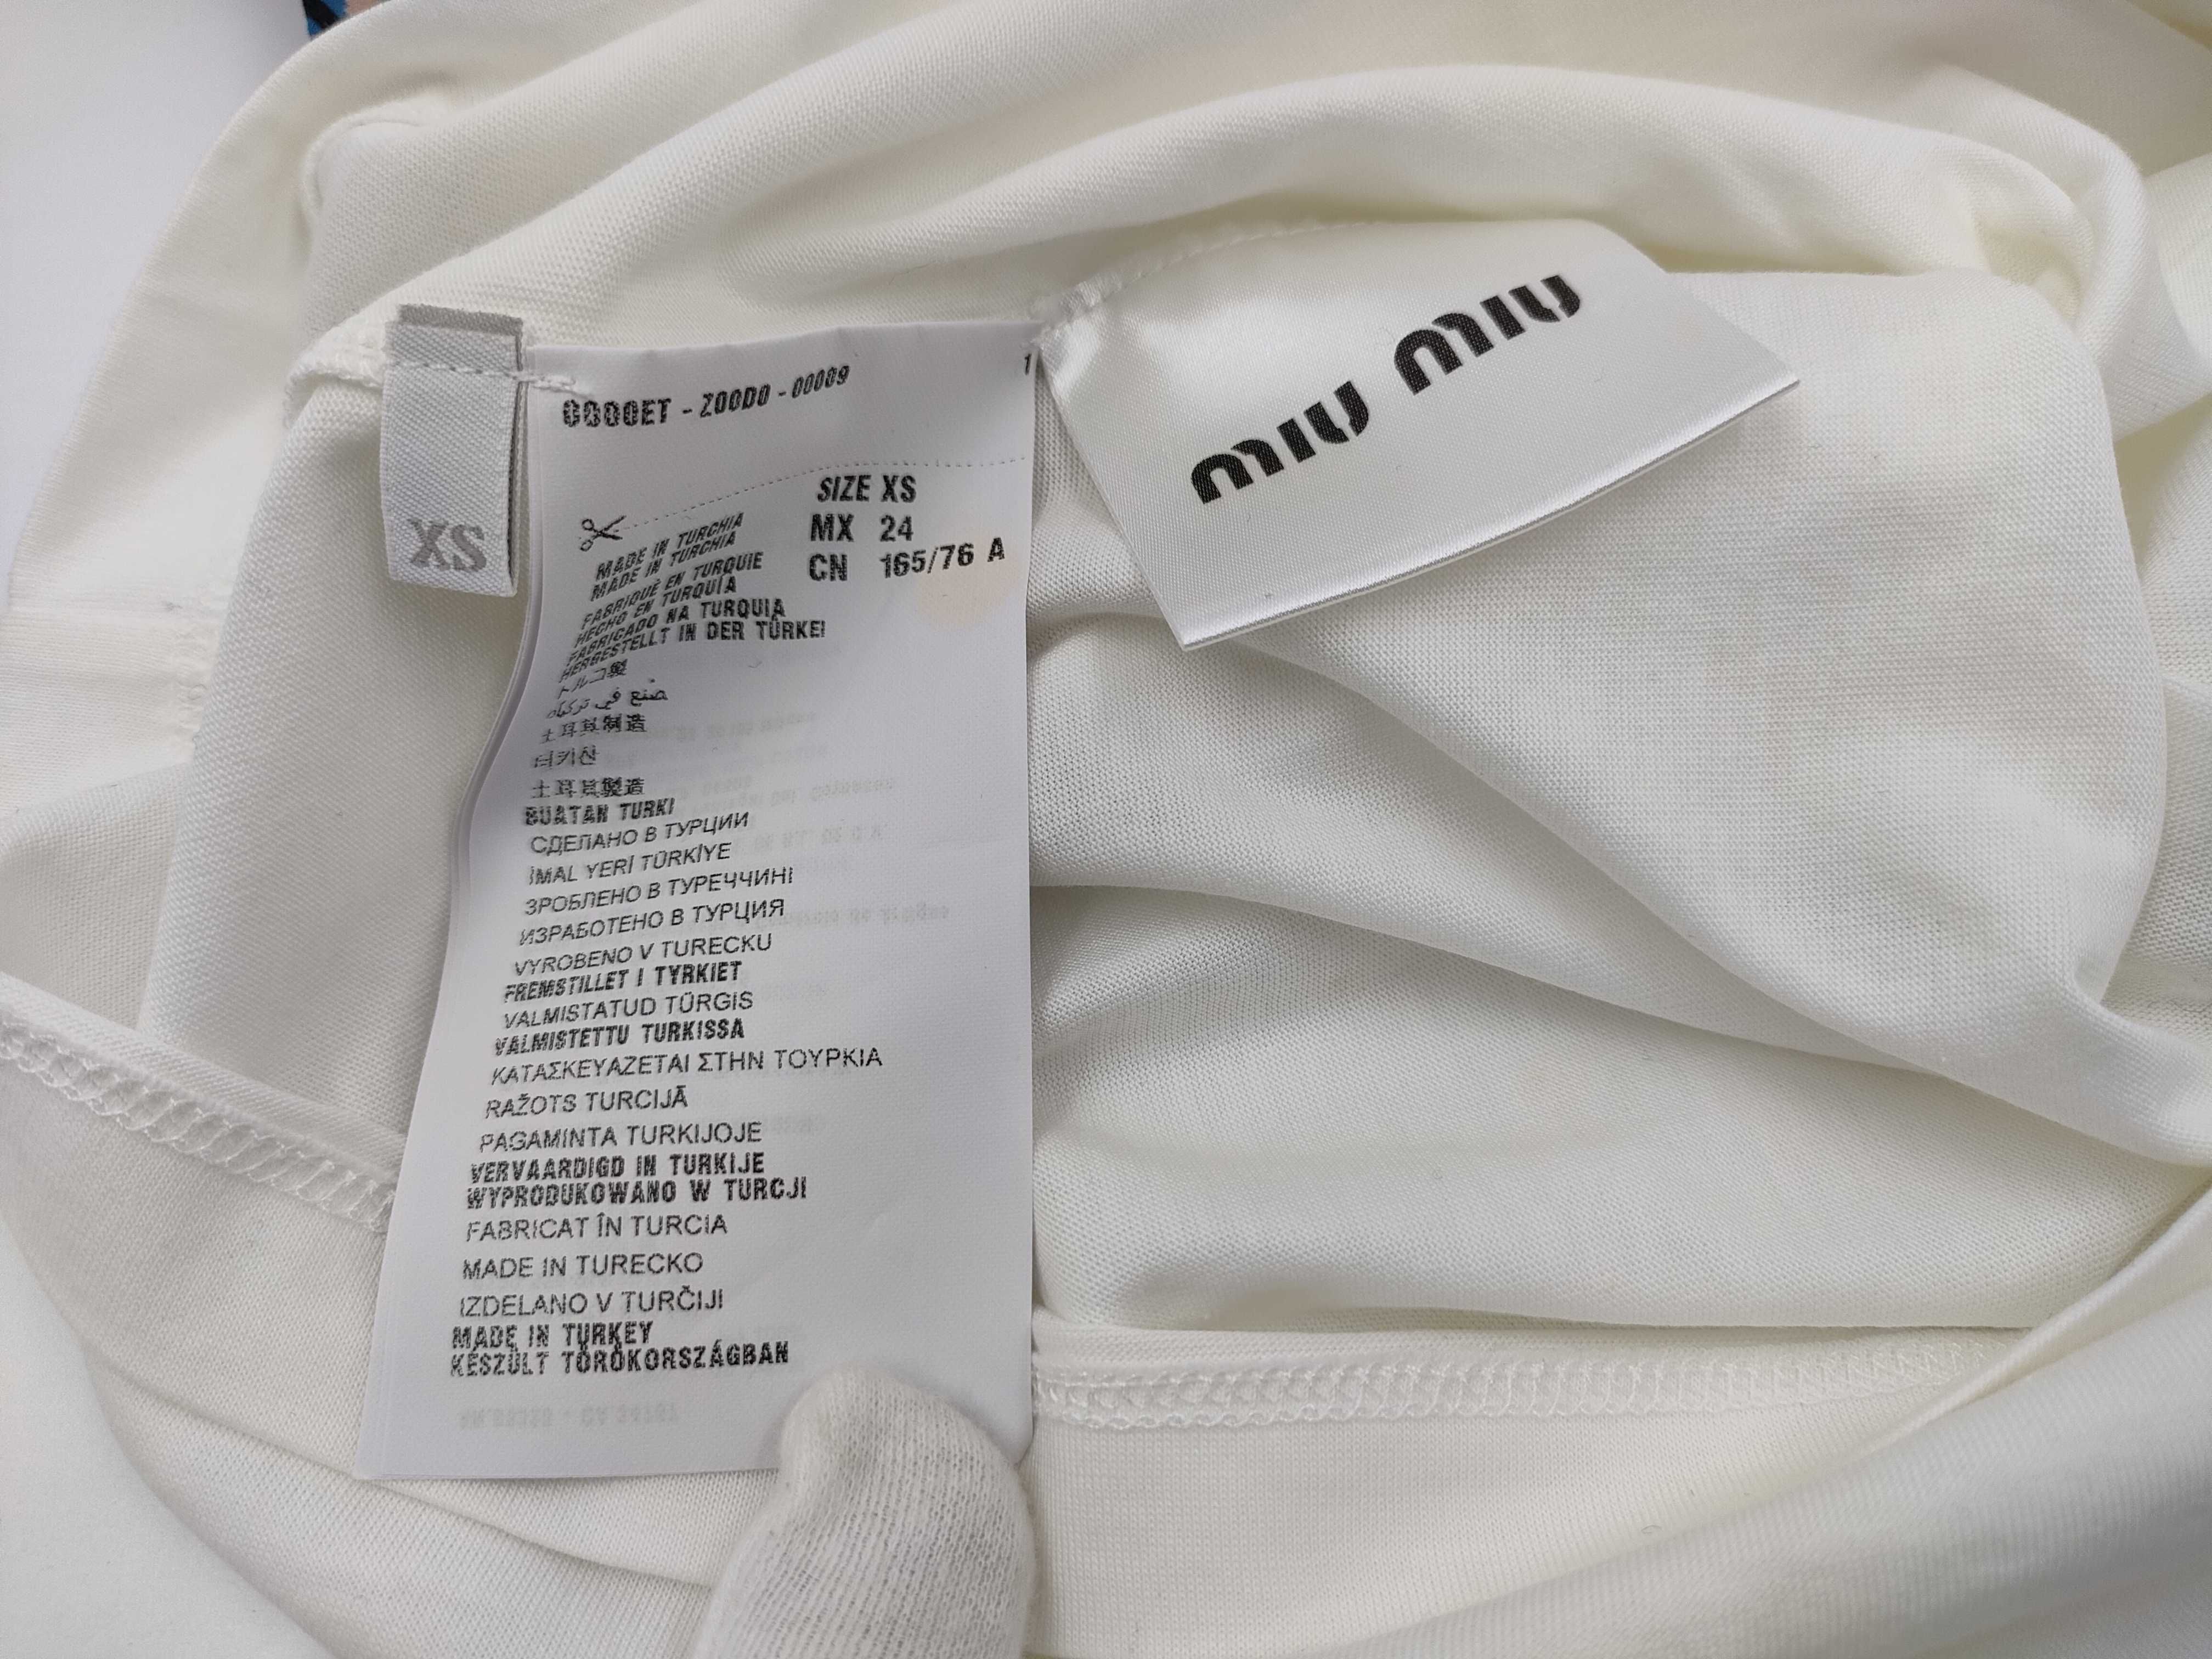 miu miu
XS
0000ET - Z00D0 - 00009 1
SIZE XS
MX 24
CN 165/76 A
MADE IN TURCHIA
MADE IN TURCHIA
FABRIQUÉ EN TURQUIE
HECHO EN TURQUÍA
FABRICADO NA TURQUIA
HERGESTELLT IN DER TÜRKEI
トルコ製
صنع في تركيا
土耳其制造
터키산
土耳其製造
BUATAN TURKI
СДЕЛАНО В ТУРЦИИ
İMAL YERİ TÜRKİYE
ЗРОБЛЕНО В ТУРЕЧЧИНІ
ИЗРАБОТЕНО В ТУРЦИЯ
VYROBENO V TURECKU
FREMSTILLET I TYRKIET
VALMISTATUD TÜRGIS
VALMISTETTU TURKISSA
ΚΑΤΑΣΚΕΥΑΖΕΤΑΙ ΣΤΗΝ ΤΟΥΡΚΙΑ
RAŽOTS TURCIJĀ
PAGAMINTA TURKIJOJE
VERVAARDIGD IN TURKIJE
WYPRODUKOWANO W TURCJI
FABRICAT ÎN TURCIA
MADE IN TURECKO
IZDELANO V TURČIJI
MADE IN TURKEY
KÉSZÜLT TÖRÖKORSZÁGBAN